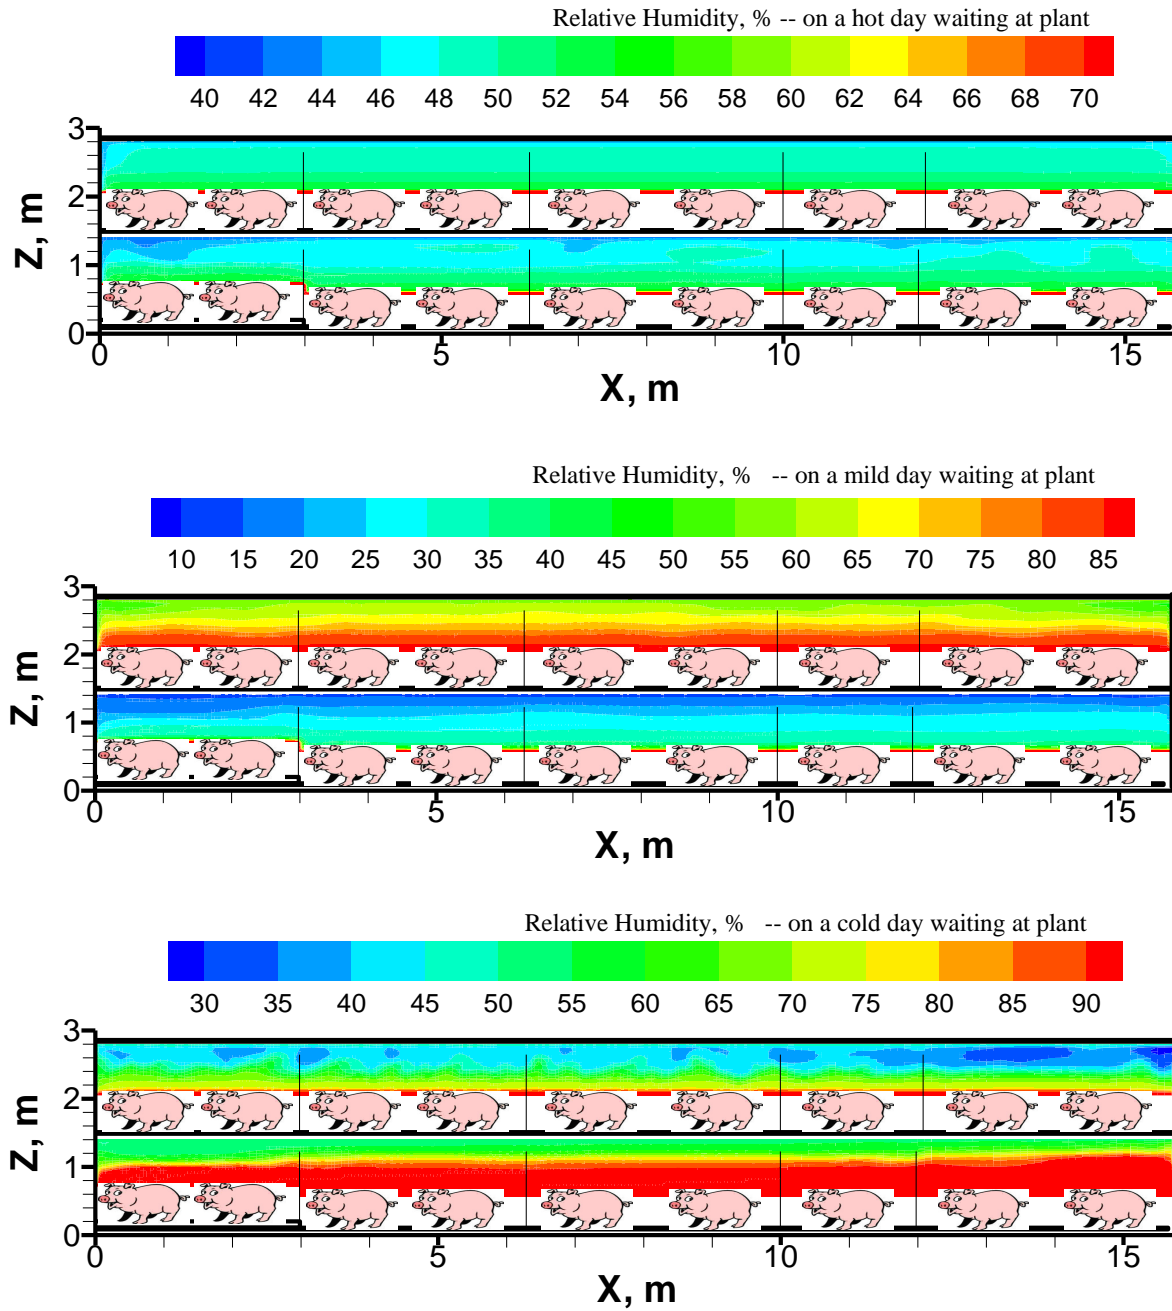 Relative Humidity, % -- on a hot day waiting at plant
40 42 44 46 48 50 52 54 56 58 60 62 64 66 68 70
3
2
1
0
Z, m
0 5 10 15
X, m
Relative Humidity, % -- on a mild day waiting at plant
10 15 20 25 30 35 40 45 50 55 60 65 70 75 80 85
3
2
1
0
Z, m
0 5 10 15
X, m
Relative Humidity, % -- on a cold day waiting at plant
30 35 40 45 50 55 60 65 70 75 80 85 90
3
2
1
0
Z, m
0 5 10 15
X, m